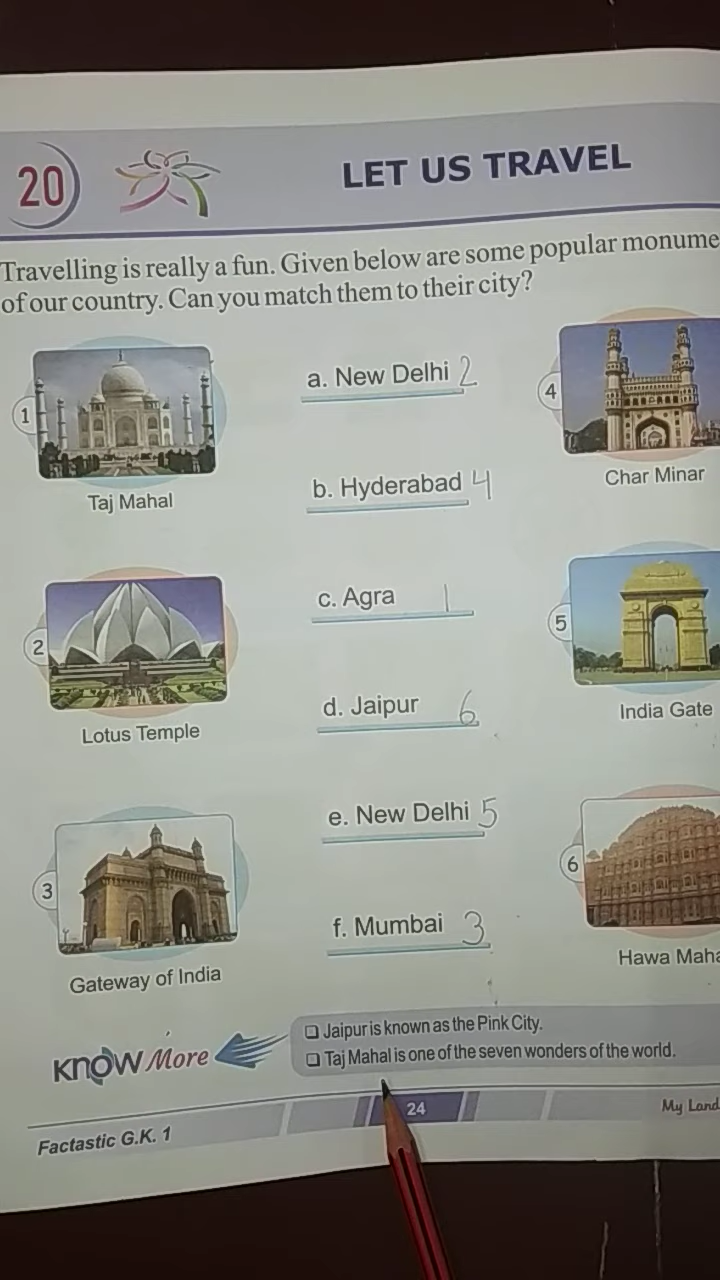 20
LET US TRAVEL
Travelling is really a fun. Given below are some popular monume
of our country. Can you match them to their city?
1
Taj Mahal
a. New Delhi 2
4
Char Minar
b. Hyderabad 4
2
Lotus Temple
c. Agra 1
5
India Gate
d. Jaipur 6
3
Gateway of India
e. New Delhi 5
6
Hawa Maha
f. Mumbai 3
KNOW More
Jaipur is known as the Pink City.
Taj Mahal is one of the seven wonders of the world.
Factastic G.K. 1
24
My Land